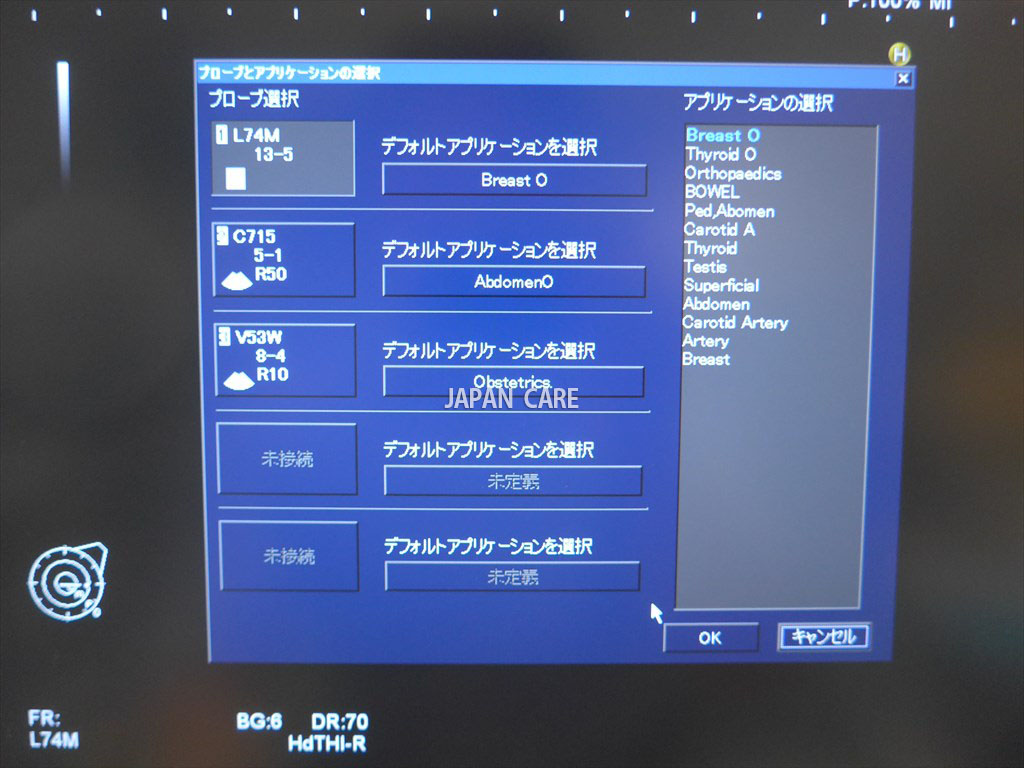 P:100% MI
H
プローブとアプリケーションの選択
プローブ選択
アプリケーションの選択
1 L74M
13-5
デフォルトアプリケーションを選択
Breast O
2 C715
5-1
R50
デフォルトアプリケーションを選択
AbdomenO
3 V53W
8-4
R10
デフォルトアプリケーションを選択
Obstetrics
未接続
デフォルトアプリケーションを選択
未定義
未接続
デフォルトアプリケーションを選択
未定義
Breast O
Thyroid O
Orthopaedics
BOWEL
Ped,Abomen
Carotid A
Thyroid
Testis
Superficial
Abdomen
Carotid Artery
Artery
Breast
OK
キャンセル
JAPAN CARE
FR:
L74M
BG:6 DR:70
HdTHI-R